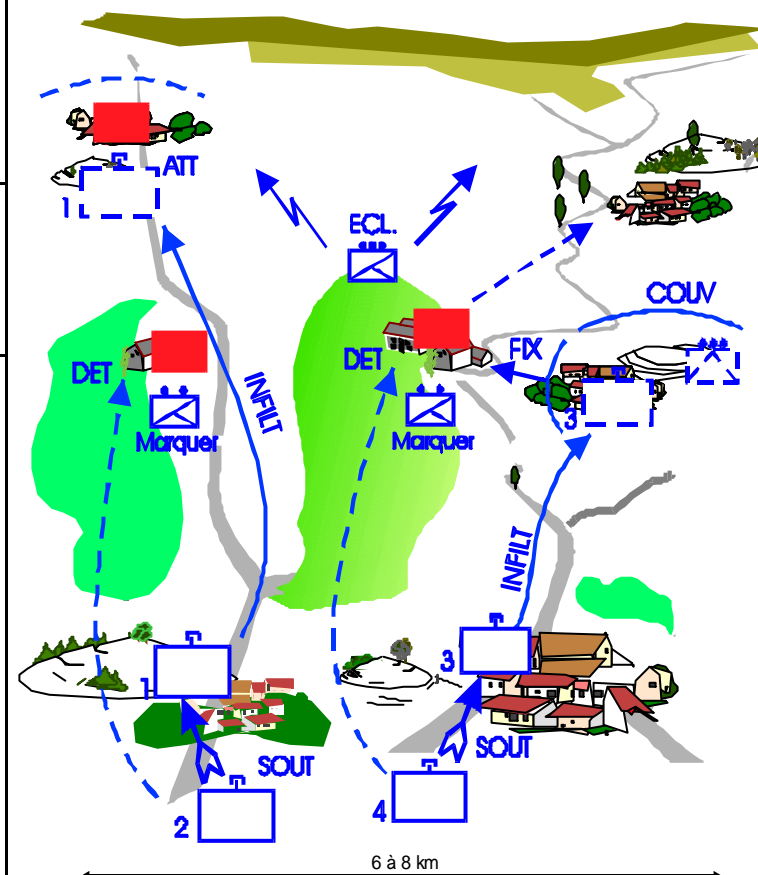 ATT
1
ECL.
COUV
DET
DET
FIX
INFILT
3
Marquer
Marquer
INFILT
1
3
SOUT
SOUT
2
4
6 à 8 km